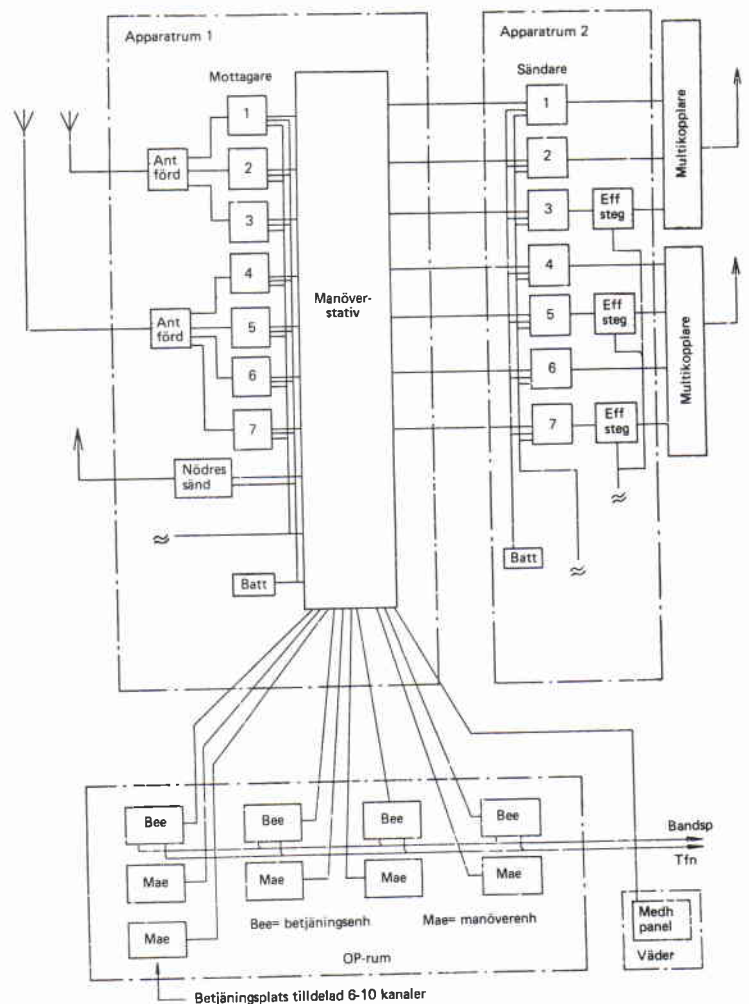 Apparatrum 1
Apparatrum 2
Mottagare
Sändare
1
2
3
4
5
6
7
Ant
förd
Ant
förd
Nödres
sänd
≈
Batt
Manöver-
stativ
1
2
3
4
5
6
7
Eff
steg
Eff
steg
Eff
steg
Multikopplare
Multikopplare
≈
Batt
≈
Bee
Bee
Bee
Bee
Bandsp
Tfn
Mae
Mae
Mae
Mae
Mae
Bee= betjäningsenh
Mae= manöverenh
OP-rum
Medh
panel
Väder
Betjäningsplats tilldelad 6-10 kanaler